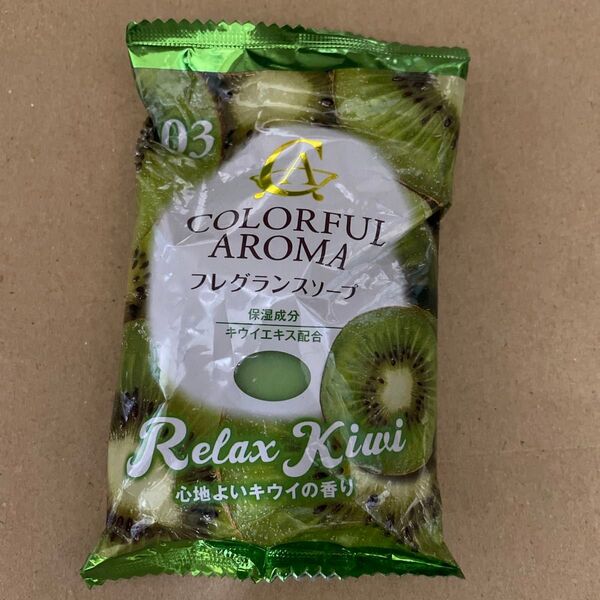 03
CA
COLORFUL
AROMA
フレグランスソープ
保湿成分
キウイエキス配合
Relax Kiwi
心地よいキウイの香り